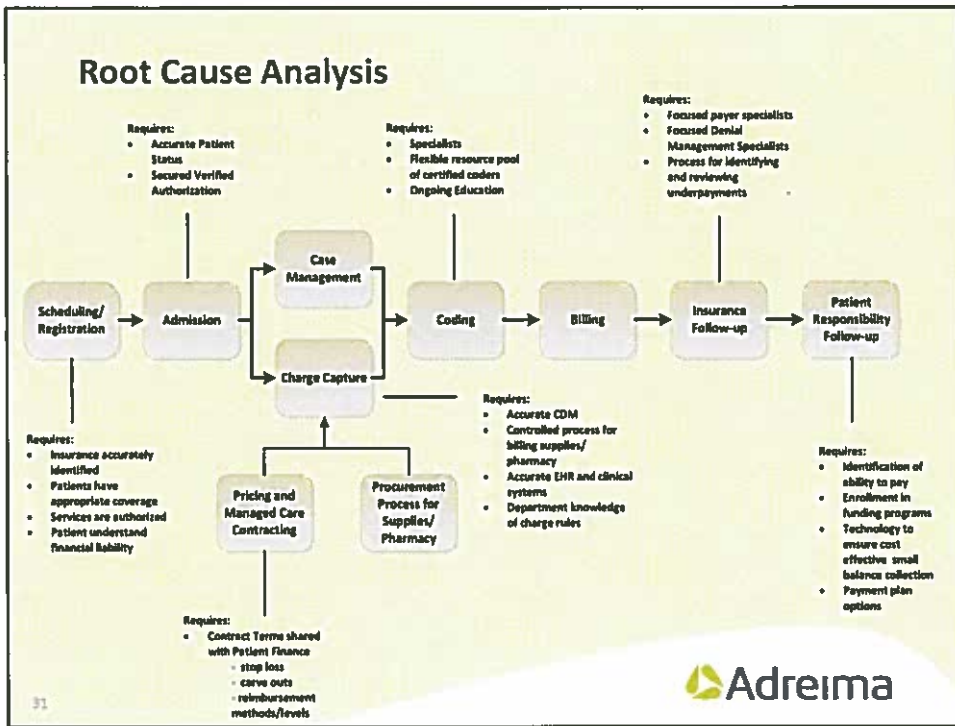 Root Cause Analysis
Requires:
• Accurate Patient
Status
• Secured Verified
Authorization
Requires:
• Specialists
• Flexible resource pool
of certified coders
• Ongoing Education
Requires:
• Focused payer specialists
• Focused Denial
Management Specialists
• Process for identifying
and reviewing
underpayments
Scheduling/
Registration
Admission
Case
Management
Charge Capture
Coding
Billing
Insurance
Follow-up
Patient
Responsibility
Follow-up
Requires:
• Insurance accurately
identified
• Patients have
appropriate coverage
• Services are authorized
• Patient understand
financial liability
Pricing and
Managed Care
Contracting
Procurement
Process for
Supplies/
Pharmacy
Requires:
• Accurate CDM
• Controlled process for
billing supplies/
pharmacy
• Accurate EHR and clinical
systems
• Department knowledge
of charge rules
Requires:
• Identification of
ability to pay
• Enrollment in
funding programs
• Technology to
ensure cost
effective small
balance collection
• Payment plan
options
Requires:
• Contract Terms shared
with Patient Finance
- stop loss
- carve outs
- reimbursement
methods/levels
31
Adreima